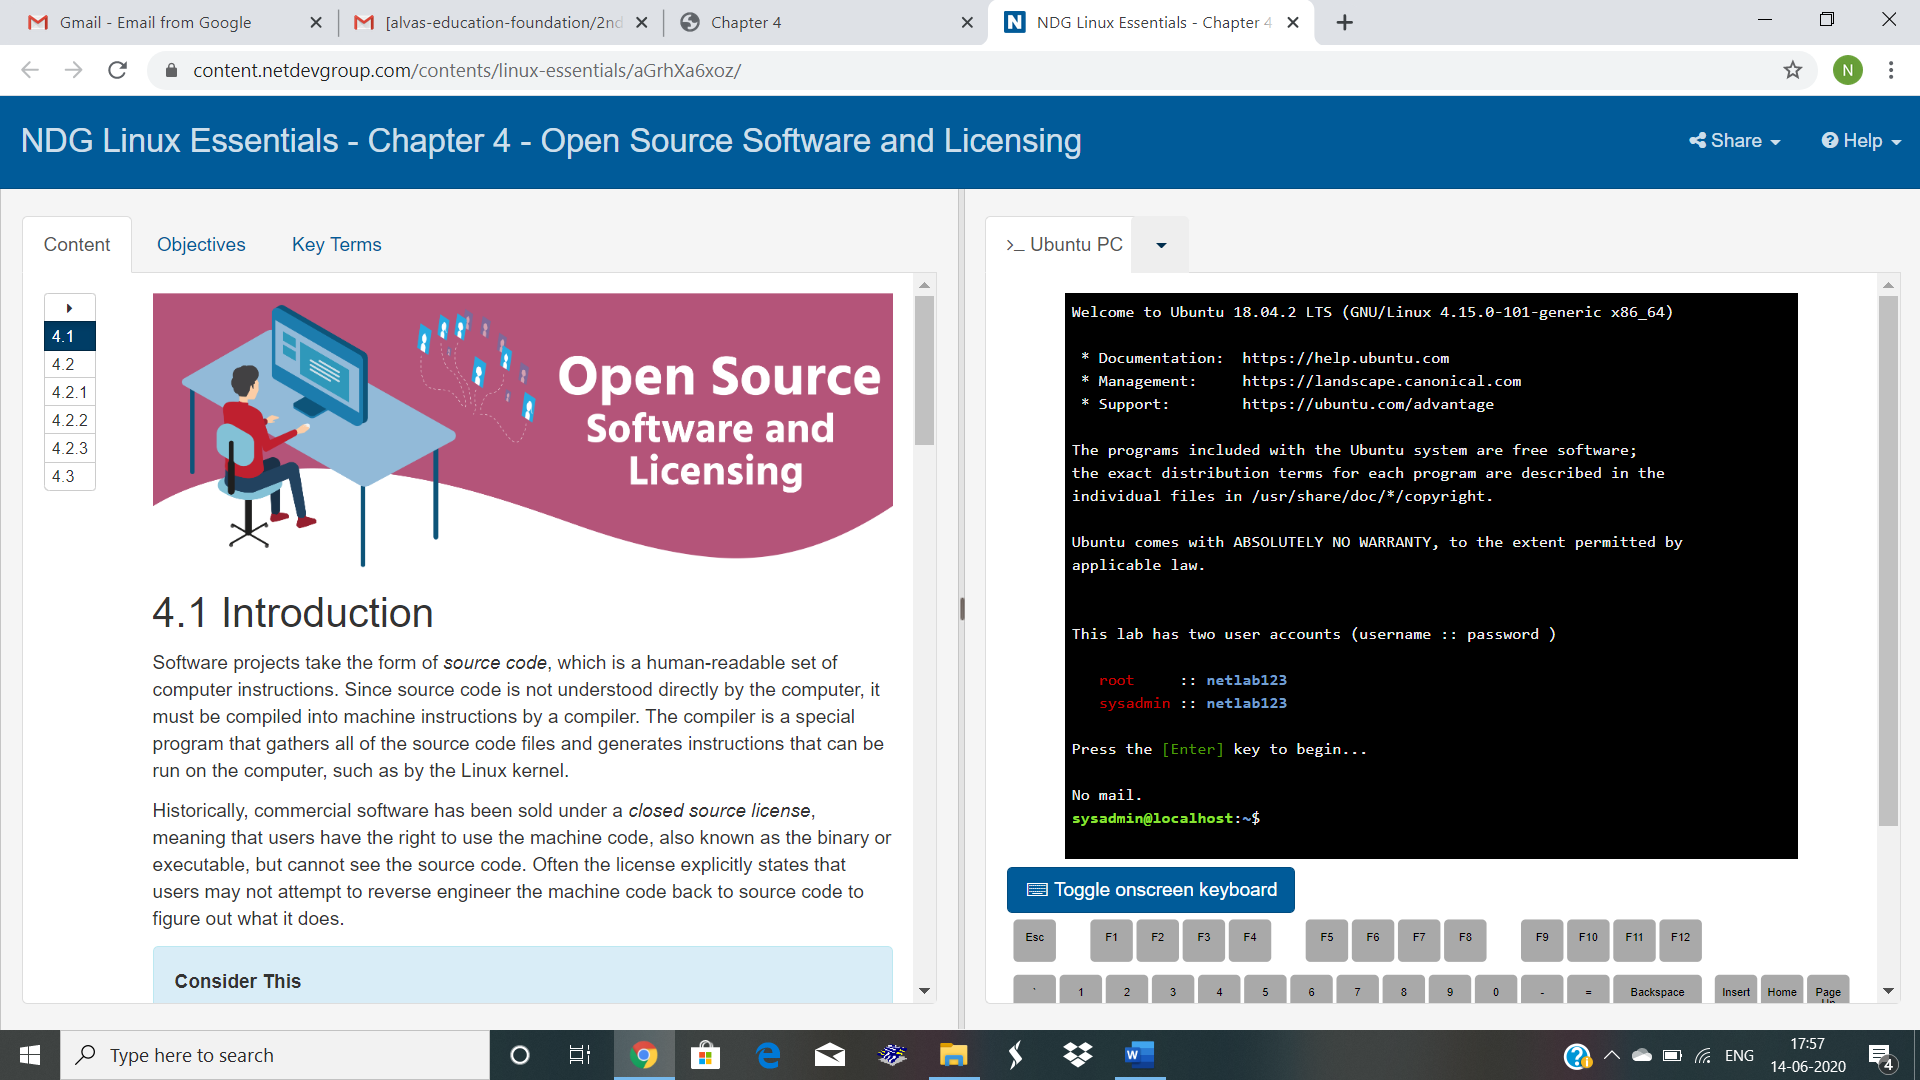 Gmail - Email from Google
[alvas-education-foundation/2nd
Chapter 4
NDG Linux Essentials - Chapter 4
content.netdevgroup.com/contents/linux-essentials/aGrhXa6xoz/
N
NDG Linux Essentials - Chapter 4 - Open Source Software and Licensing
Share
Help
Content
Objectives
Key Terms
4.1
4.2
4.2.1
4.2.2
4.2.3
4.3
Open Source
Software and
Licensing
4.1 Introduction
Software projects take the form of source code, which is a human-readable set of
computer instructions. Since source code is not understood directly by the computer, it
must be compiled into machine instructions by a compiler. The compiler is a special
program that gathers all of the source code files and generates instructions that can be
run on the computer, such as by the Linux kernel.
Historically, commercial software has been sold under a closed source license,
meaning that users have the right to use the machine code, also known as the binary or
executable, but cannot see the source code. Often the license explicitly states that
users may not attempt to reverse engineer the machine code back to source code to
figure out what it does.
Consider This
>_ Ubuntu PC
Welcome to Ubuntu 18.04.2 LTS (GNU/Linux 4.15.0-101-generic x86_64)
* Documentation: https://help.ubuntu.com
* Management: https://landscape.canonical.com
* Support: https://ubuntu.com/advantage
The programs included with the Ubuntu system are free software;
the exact distribution terms for each program are described in the
individual files in /usr/share/doc/*/copyright.
Ubuntu comes with ABSOLUTELY NO WARRANTY, to the extent permitted by
applicable law.
This lab has two user accounts (username :: password )
root :: netlab123
sysadmin :: netlab123
Press the [Enter] key to begin...
No mail.
sysadmin@localhost:~$
Toggle onscreen keyboard
Esc F1 F2 F3 F4 F5 F6 F7 F8 F9 F10 F11 F12
` 1 2 3 4 5 6 7 8 9 0 - = Backspace Insert Home Page
Up
Type here to search
ENG
17:57
14-06-2020
4